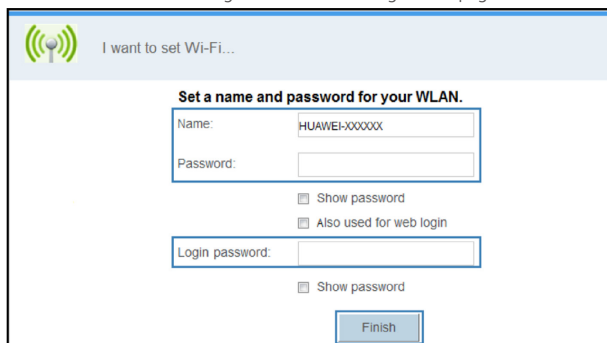 I want to set Wi-Fi...
Set a name and password for your WLAN.
Name: HUAWEI-XXXXXX
Password:
Show password
Also used for web login
Login password:
Show password
Finish